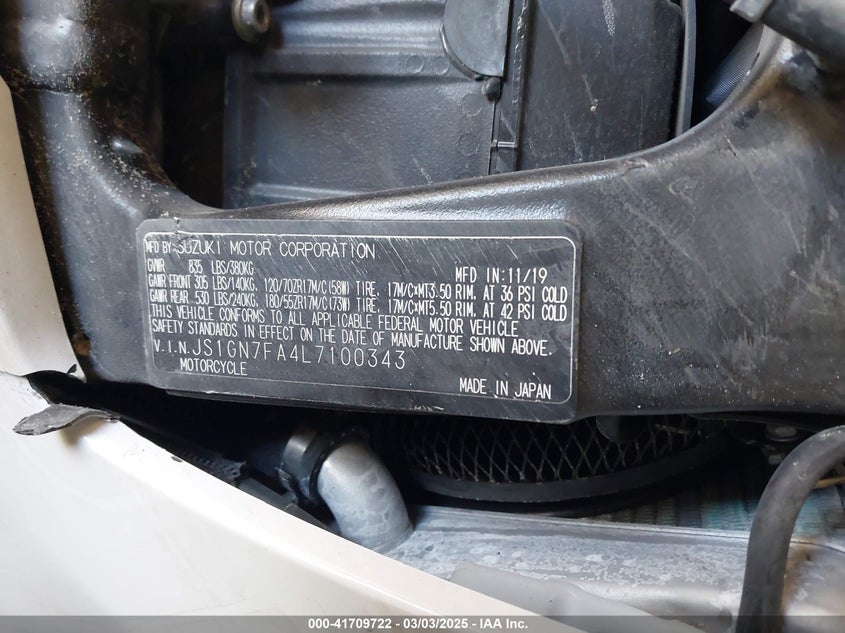 MFD BY: SUZUKI MOTOR CORPORATION
GVWR 835 LBS/380KG MFD IN: 11/19
GAWR FRONT 305 LBS/140KG, 120/70ZR17M/C(58W) TIRE, 17M/C×MT3.50 RIM, AT 36 PSI COLD
GAWR REAR 530 LBS/240KG, 180/55ZR17M/C(73W) TIRE, 17M/C×MT5.50 RIM, AT 42 PSI COLD
THIS VEHICLE CONFORMS TO ALL APPLICABLE FEDERAL MOTOR VEHICLE
SAFETY STANDARDS IN EFFECT ON THE DATE OF MANUFACTURE SHOWN ABOVE.
V.I.N. JS1GN7FA4L7100343
MOTORCYCLE MADE IN JAPAN
000-41709722 - 03/03/2025 - IAA Inc.